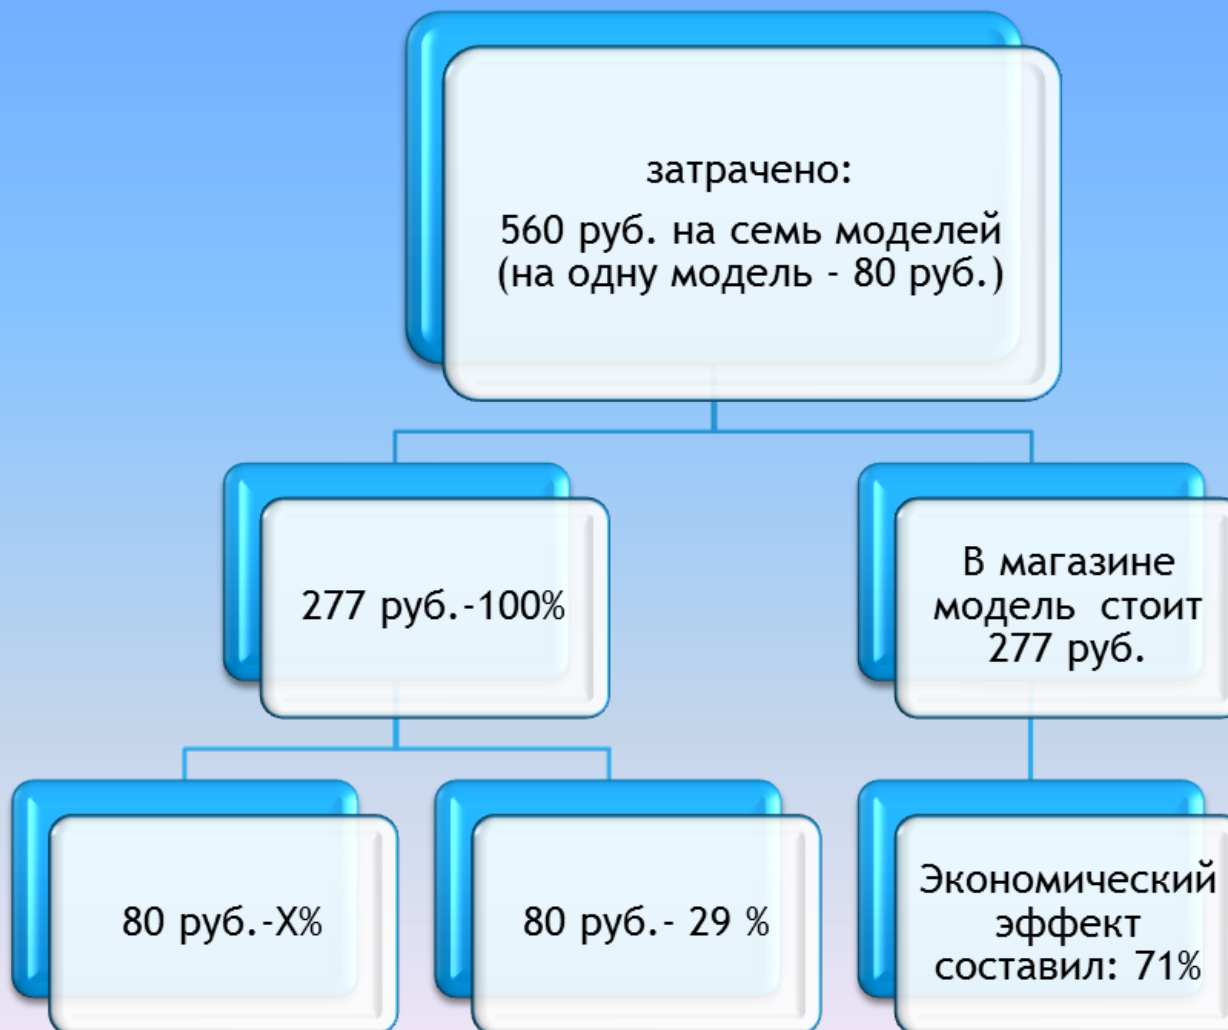 затрачено:
560 руб. на семь моделей
(на одну модель - 80 руб.)
277 руб.-100%
В магазине
модель стоит
277 руб.
80 руб.-Х%
80 руб.- 29 %
Экономический
эффект
составил: 71%